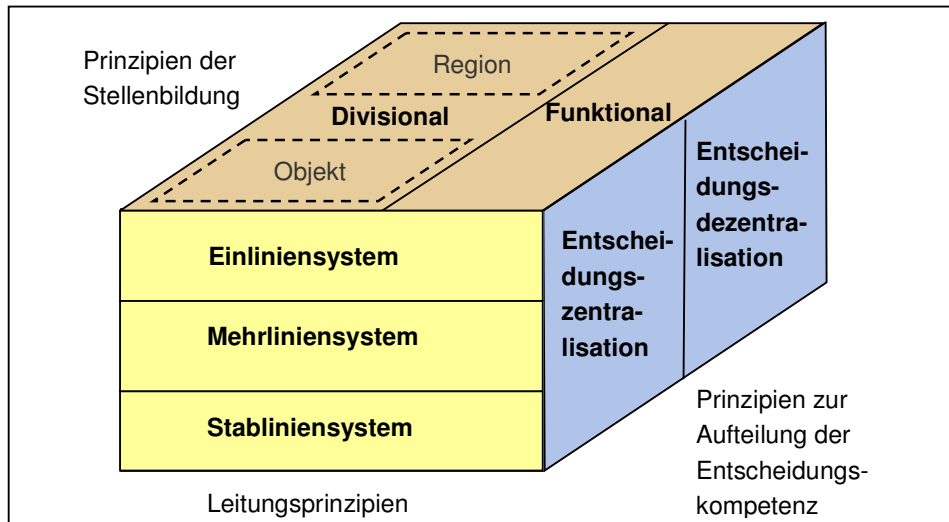 Prinzipien der
Stellenbildung
Region
Divisional
Funktional
Objekt
Entschei-
dungs-
dezentra-
lisation
Entschei-
dungs-
zentra-
lisation
Einliniensystem
Mehrliniensystem
Stabliniensystem
Leitungsprinzipien
Prinzipien zur
Aufteilung der
Entscheidungs-
kompetenz